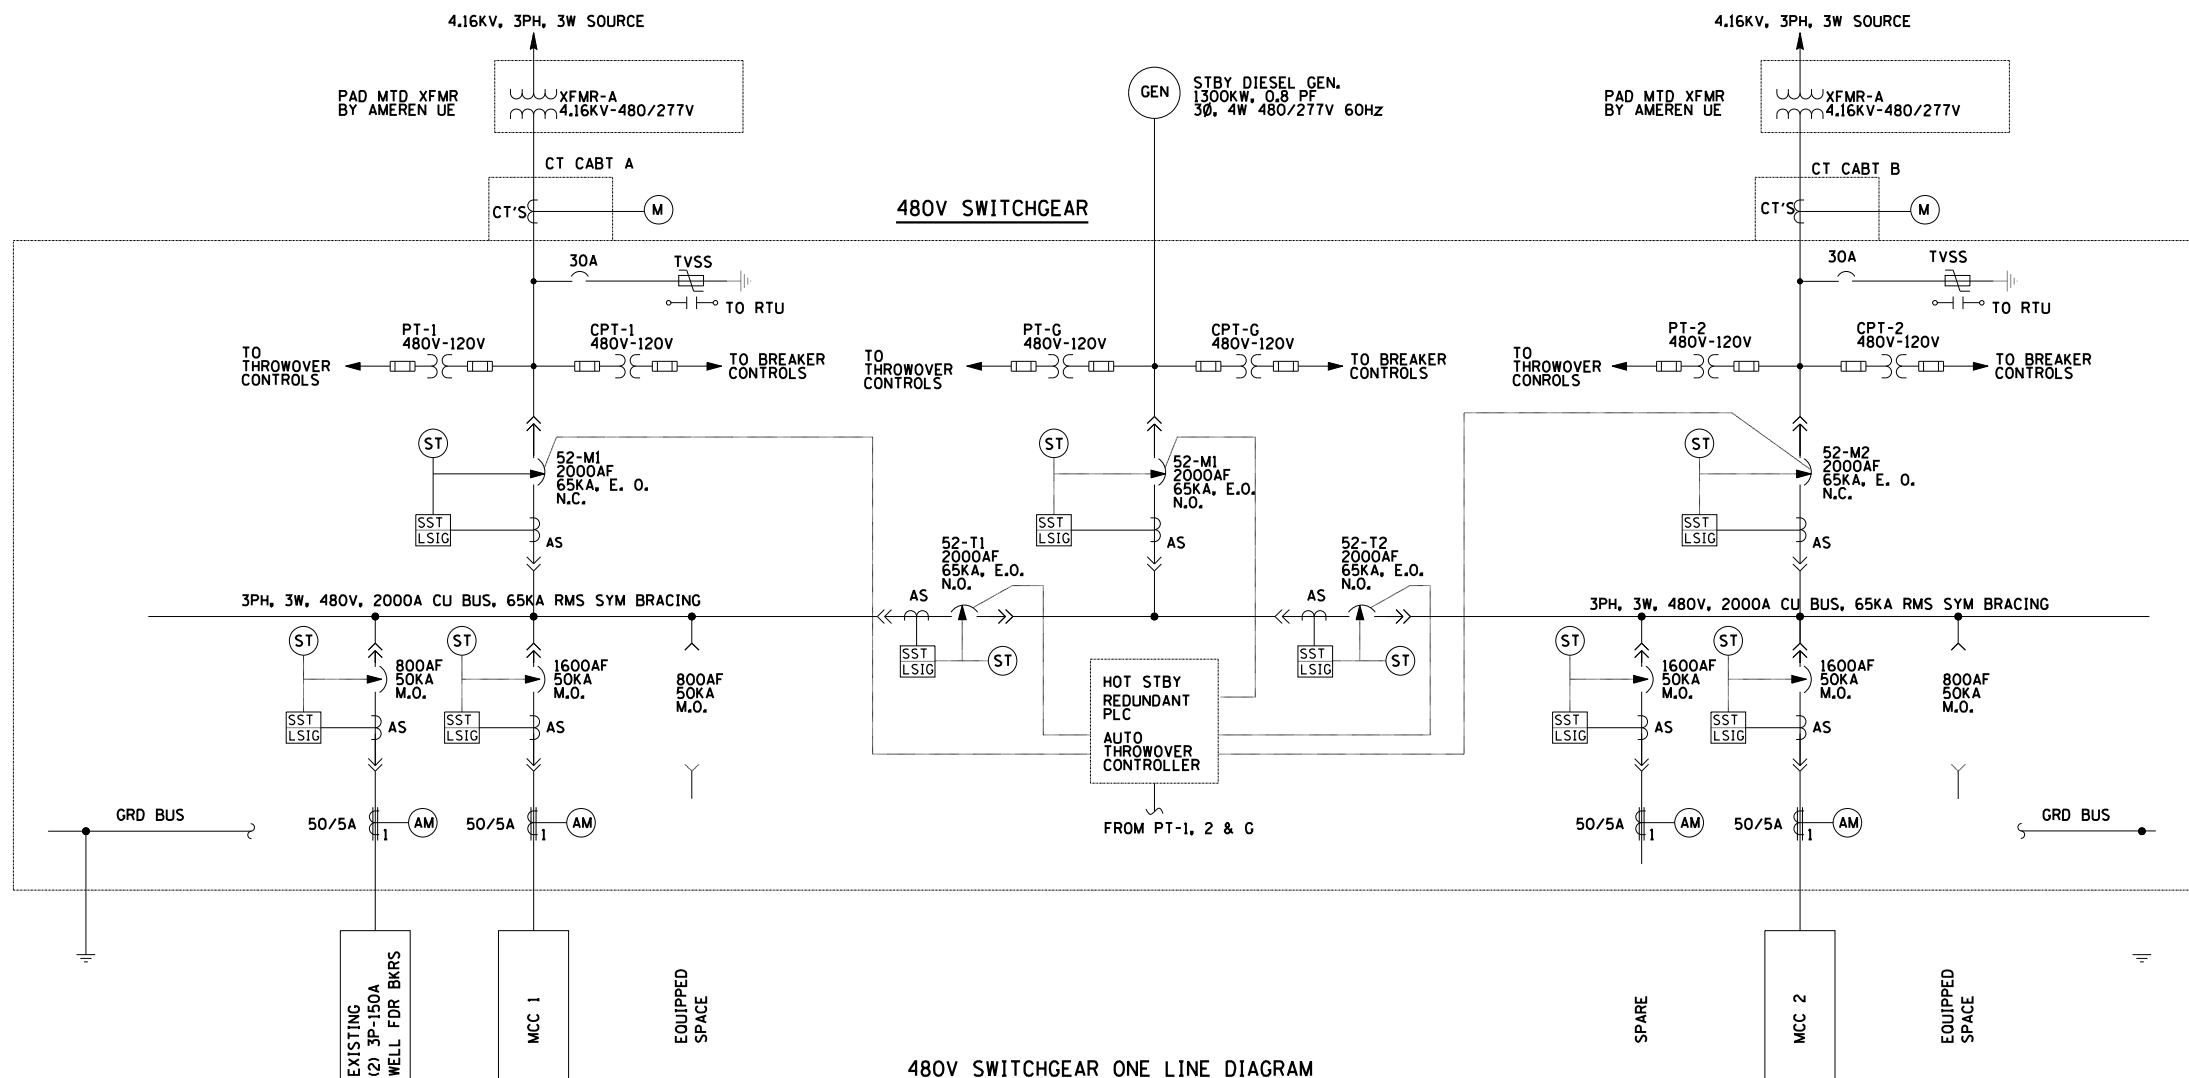 4.16KV, 3PH, 3W SOURCE
PAD MTD XFMR
BY AMEREN UE
XFMR-A
4.16KV-480/277V
CT CABT A
CT'S
M
GEN
STBY DIESEL GEN.
1300KW, 0.8 PF
3Ø, 4W 480/277V 60Hz
480V SWITCHGEAR
4.16KV, 3PH, 3W SOURCE
PAD MTD XFMR
BY AMEREN UE
XFMR-A
4.16KV-480/277V
CT CABT B
CT'S
M
30A
TVSS
TO RTU
30A
TVSS
TO RTU
TO
THROWOVER
CONTROLS
PT-1
480V-120V
CPT-1
480V-120V
TO BREAKER
CONTROLS
TO
THROWOVER
CONTROLS
PT-G
480V-120V
CPT-G
480V-120V
TO BREAKER
CONTROLS
TO
THROWOVER
CONROLS
PT-2
480V-120V
CPT-2
480V-120V
TO BREAKER
CONTROLS
ST
52-M1
2000AF
65KA, E. O.
N.C.
SST
LSIG
AS
ST
52-M1
2000AF
65KA, E.O.
N.O.
SST
LSIG
AS
ST
52-M2
2000AF
65KA, E. O.
N.C.
SST
LSIG
AS
52-T1
2000AF
65KA, E.O.
N.O.
AS
SST
LSIG
ST
52-T2
2000AF
65KA, E.O.
N.O.
AS
SST
LSIG
ST
3PH, 3W, 480V, 2000A CU BUS, 65KA RMS SYM BRACING
3PH, 3W, 480V, 2000A CU BUS, 65KA RMS SYM BRACING
ST
800AF
50KA
M.O.
SST
LSIG
AS
ST
1600AF
50KA
M.O.
SST
LSIG
AS
800AF
50KA
M.O.
HOT STBY
REDUNDANT
PLC
AUTO
THROWOVER
CONTROLLER
FROM PT-1, 2 & G
ST
1600AF
50KA
M.O.
SST
LSIG
AS
ST
1600AF
50KA
M.O.
SST
LSIG
AS
800AF
50KA
M.O.
GRD BUS
50/5A
1
AM
50/5A
1
AM
50/5A
1
AM
50/5A
1
AM
GRD BUS
EXISTING
(2) 3P-150A
WELL FDR BKRS
MCC 1
EQUIPPED
SPACE
SPARE
MCC 2
EQUIPPED
SPACE
480V SWITCHGEAR ONE LINE DIAGRAM